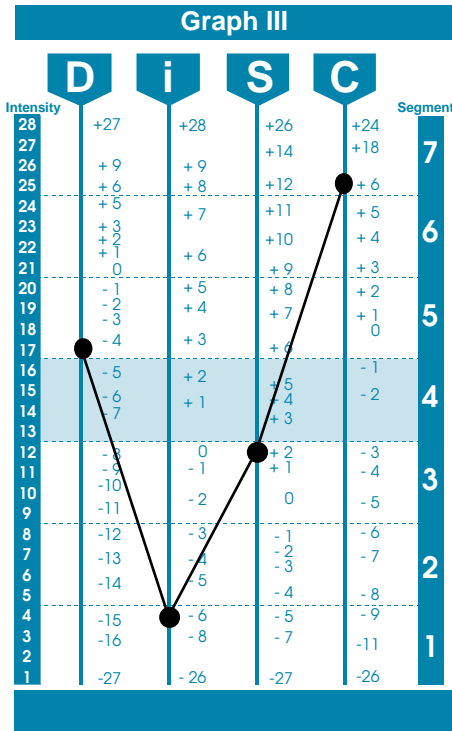 Graph III
D i S C
Intensity Segment
28 +27 +28 +26 +24
27 +14 +18 7
26 + 9 + 9
25 + 6 + 8 +12 + 6
24 + 5 + 7 +11 + 5
23 + 3 6
+ 2 +10 + 4
22 + 1 + 6
21 0 + 9 + 3
20 - 1 + 5 + 8 + 2
19 - 2 + 4 + 7 + 1 5
18 - 3 0
17 - 4 + 3 + 6
16 - 5 + 2 - 1
15 - 6 + 5 - 2 4
14 - 7 + 1 + 4
13 + 3
12 - 8 0 + 2 - 3
11 - 9 - 1 + 1 - 4 3
10 -10 - 2 0 - 5
9 -11
8 -12 - 3 - 1 - 6
7 -13 - 4 - 2 - 7 2
6 -14 - 5 - 3
5 - 4 - 8
4 -15 - 6 - 5 - 9
3 -16 - 8 - 7 -11 1
2
1 -27 - 26 -27 -26